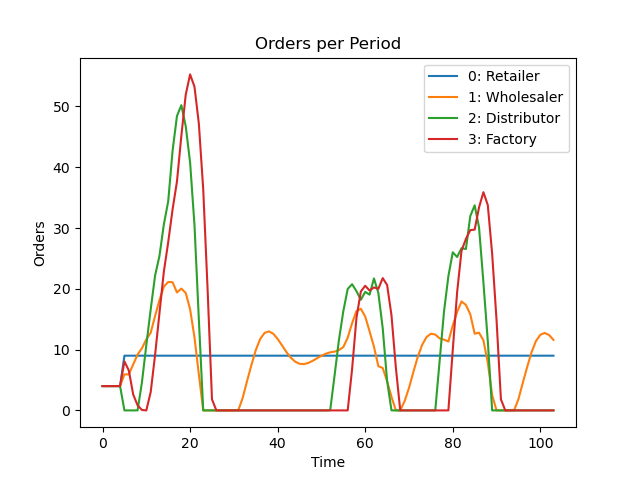 Orders per Period
0: Retailer
1: Wholesaler
2: Distributor
3: Factory
Orders
50
40
30
20
10
0
0 20 40 60 80 100
Time